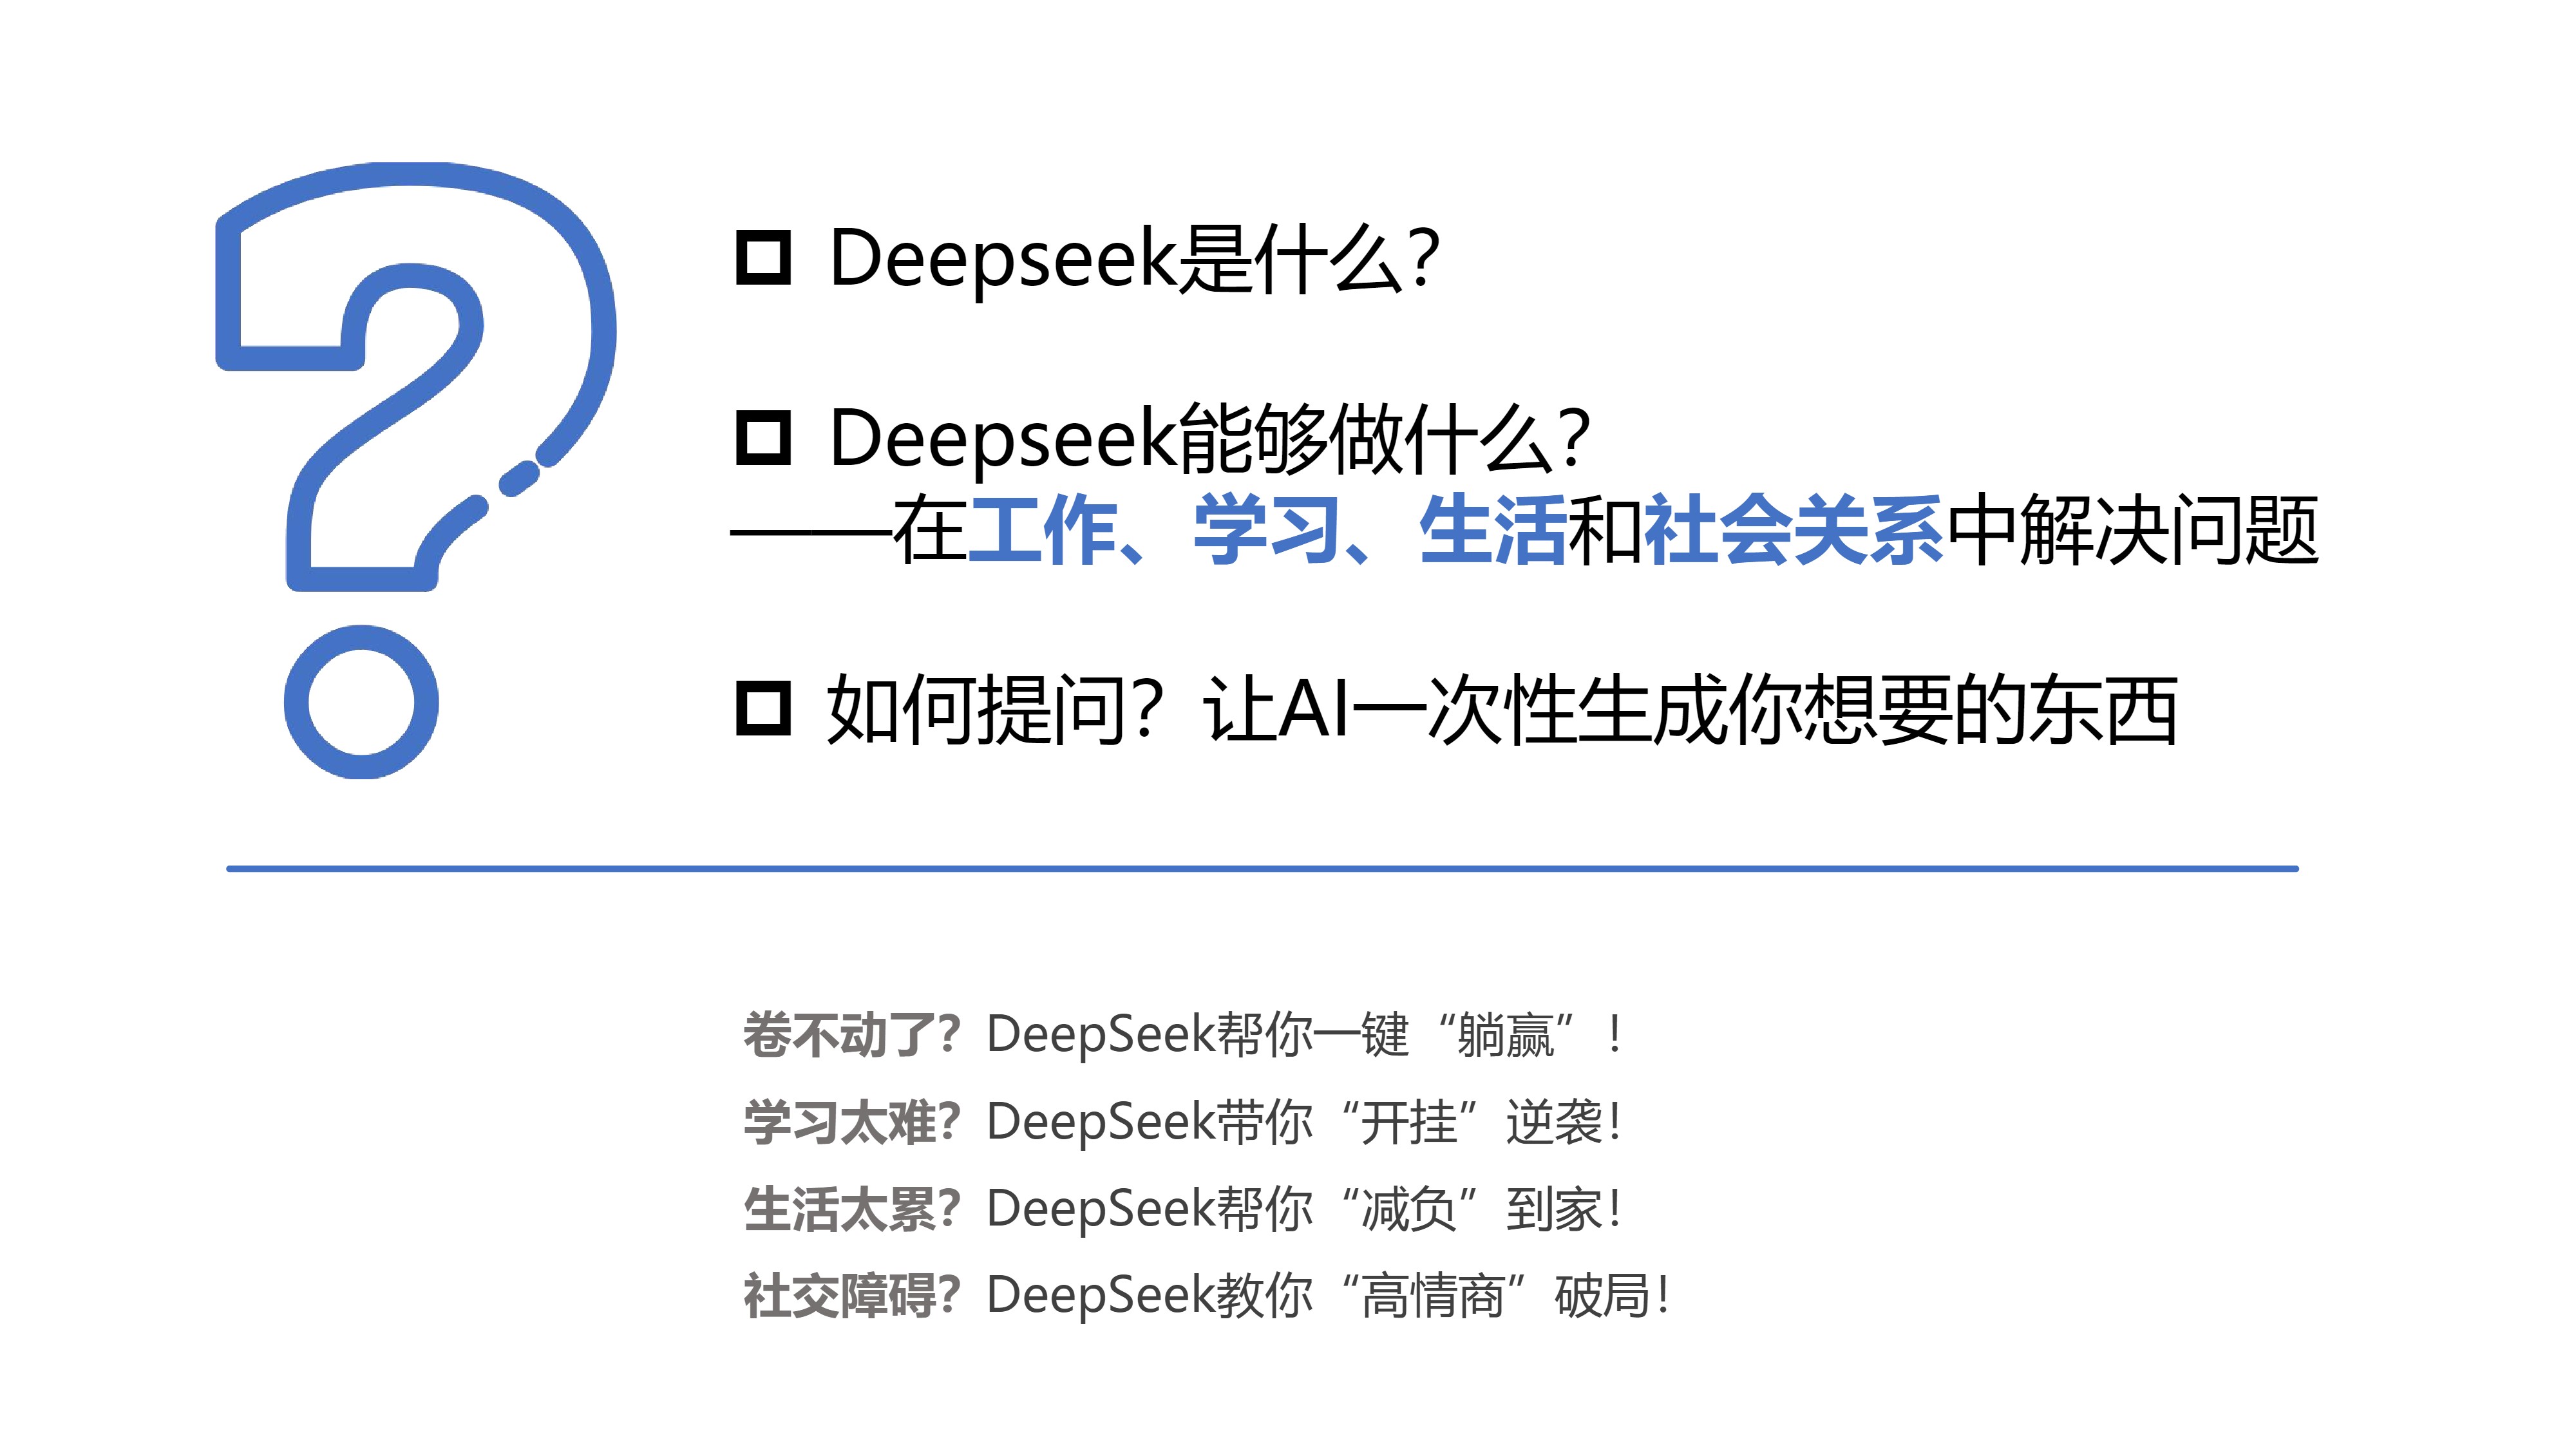 Deepseek是什么？
Deepseek能够做什么？
——在工作、学习、生活和社会关系中解决问题
如何提问？让AI一次性生成你想要的东西
卷不动了？DeepSeek帮你一键“躺赢”！
学习太难？DeepSeek带你“开挂”逆袭！
生活太累？DeepSeek帮你“减负”到家！
社交障碍？DeepSeek教你“高情商”破局！